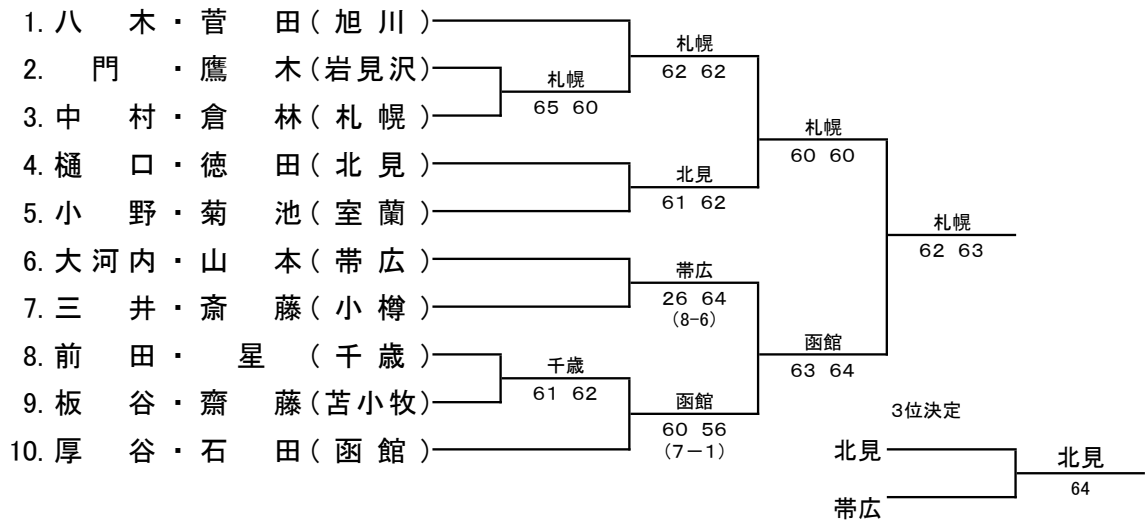 1. 八 木 ・ 菅 田 ( 旭 川 )
札幌
2. 門 ・ 鷹 木 (岩見沢)
62 62
札幌
3. 中 村 ・ 倉 林 ( 札 幌 )
65 60
札幌
4. 樋 口 ・ 徳 田 ( 北 見 )
60 60
北見
5. 小 野 ・ 菊 池 ( 室 蘭 )
61 62
札幌
6. 大 河 内 ・ 山 本 ( 帯 広 )
62 63
帯広
7. 三 井 ・ 斎 藤 ( 小 樽 )
26 64
(8-6)
函館
8. 前 田 ・ 星 ( 千 歳 )
63 64
千歳
9. 板 谷 ・ 齋 藤 (苫小牧)
61 62
函館
3位決定
60 56
10. 厚 谷 ・ 石 田 ( 函 館 )
(7-1)
北見
北見
64
帯広